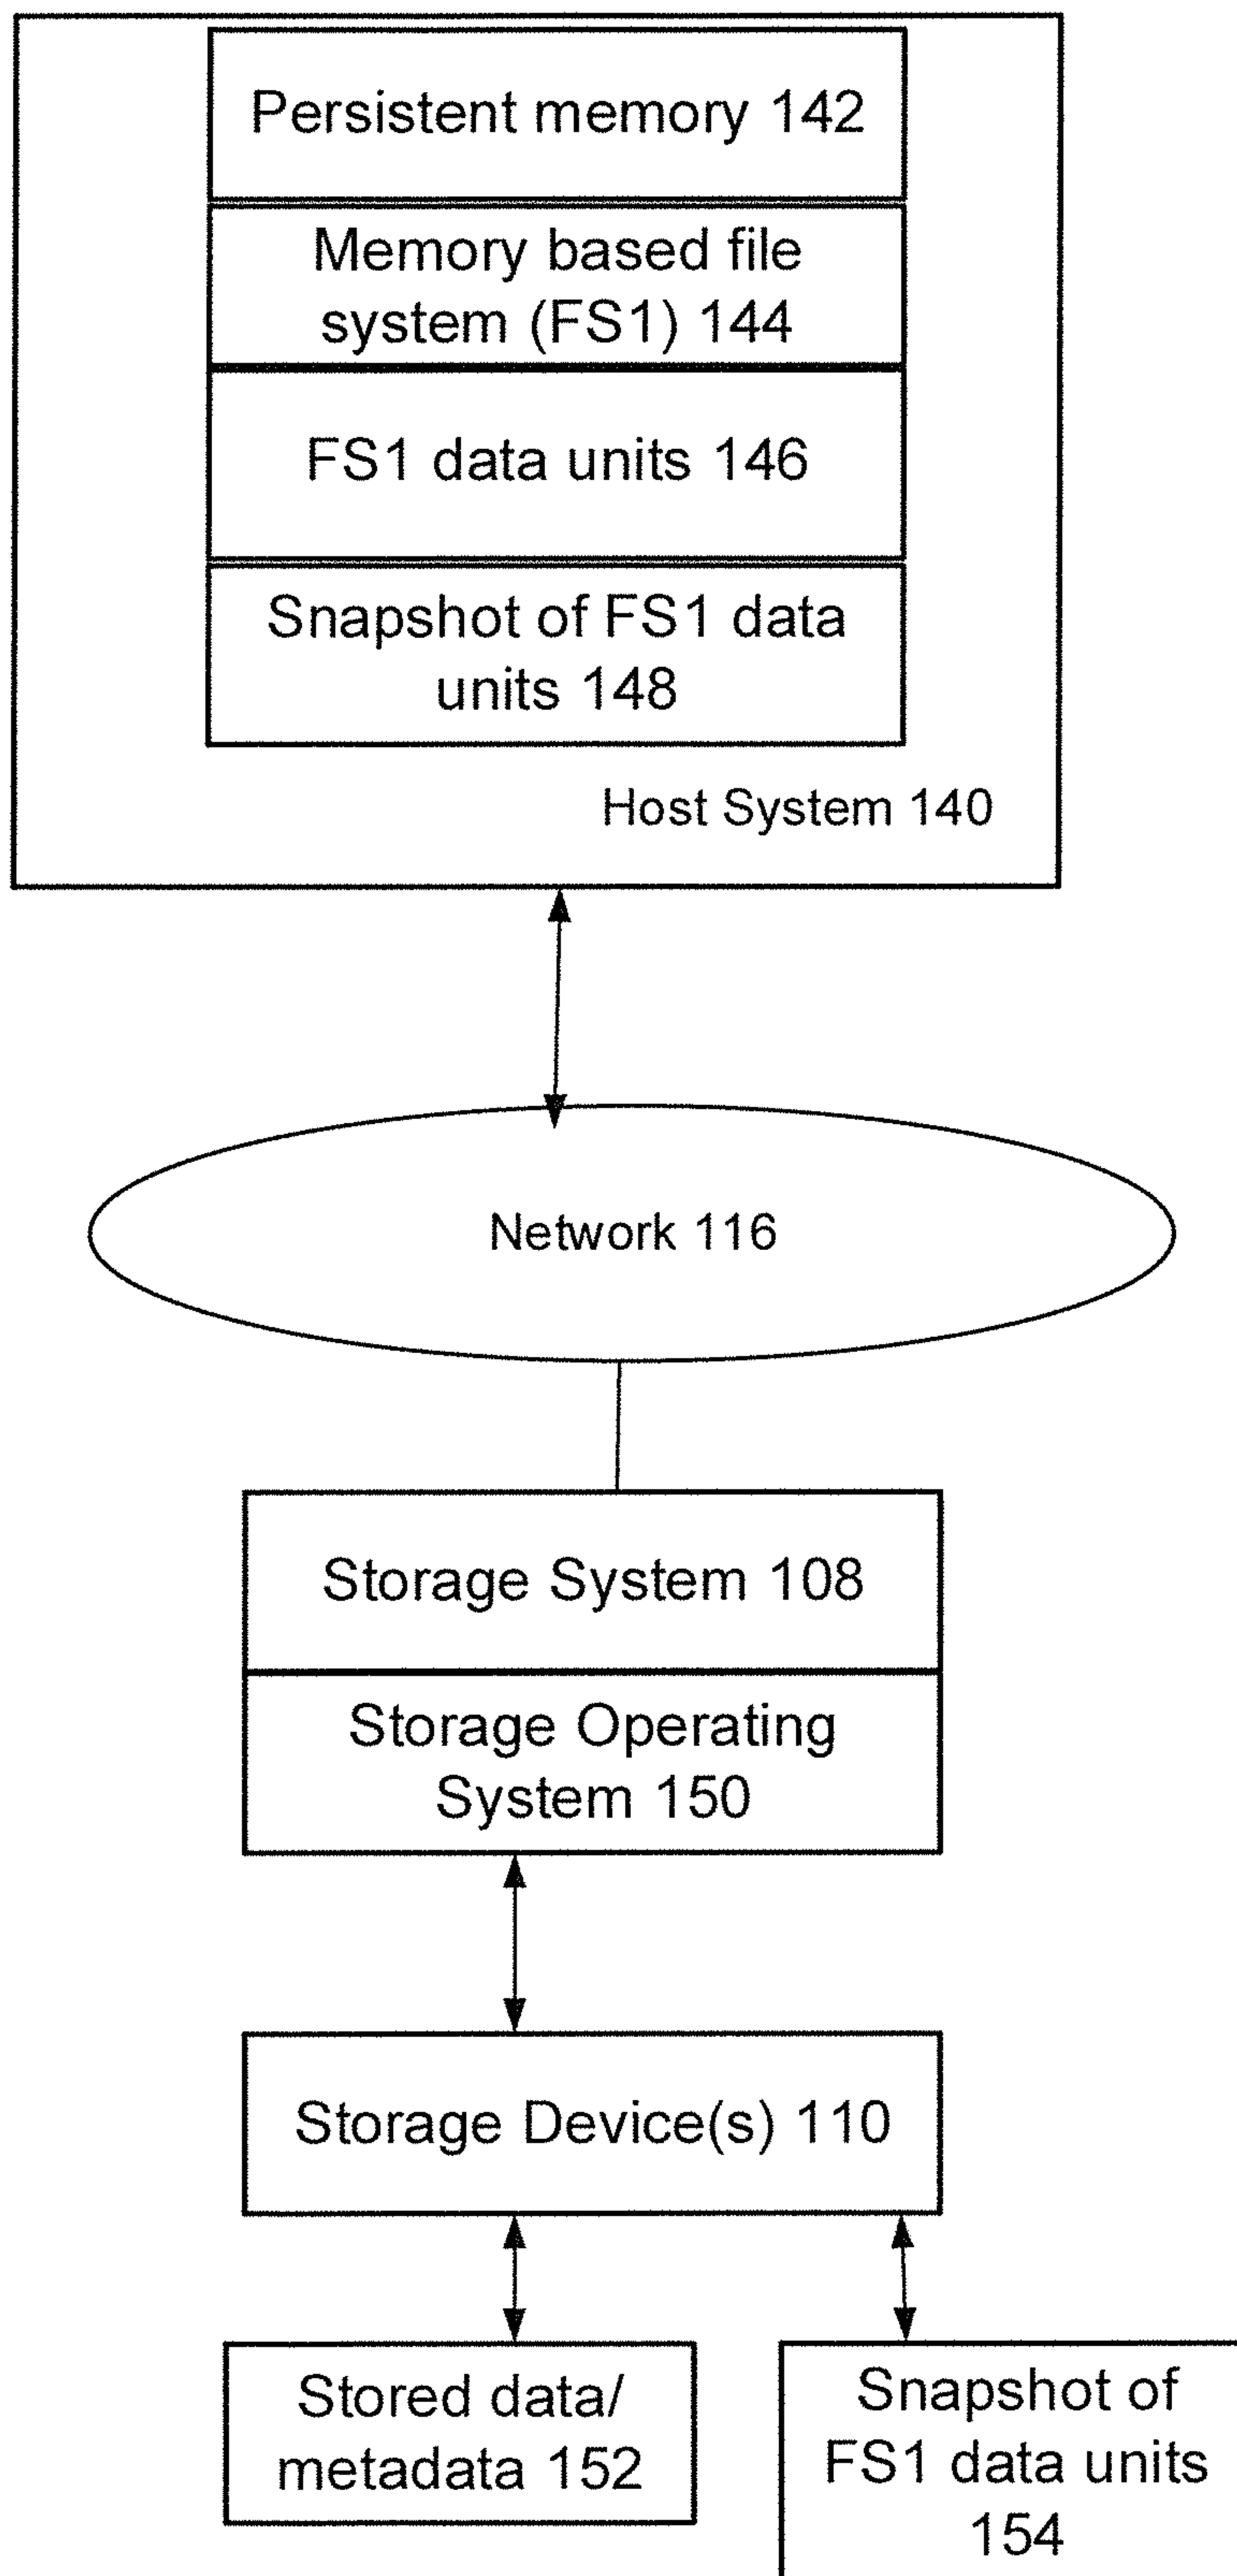 Persistent memory 142
Memory based file
system (FS1) 144
FS1 data units 146
Snapshot of FS1 data
units 148
Host System 140
Network 116
Storage System 108
Storage Operating
System 150
Storage Device(s) 110
Stored data/
metadata 152
Snapshot of
FS1 data units
154